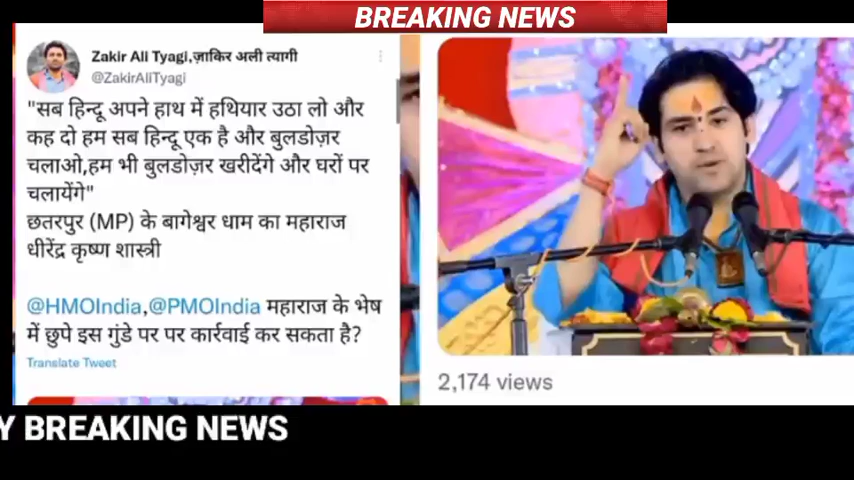 BREAKING NEWS
Zakir Ali Tyagi,ज़ाकिर अली त्यागी
@ZakirAliTyagi
"सब हिन्दू अपने हाथ में हथियार उठा लो और
कह दो हम सब हिन्दू एक है और बुलडोज़र
चलाओ,हम भी बुलडोज़र खरीदेंगे और घरों पर
चलायेंगे"
छतरपुर (MP) के बागेश्वर धाम का महाराज
धीरेंद्र कृष्ण शास्त्री
@HMOIndia,@PMOIndia महाराज के भेष
में छुपे इस गुंडे पर पर कार्रवाई कर सकता है?
Translate Tweet
2,174 views
Y BREAKING NEWS